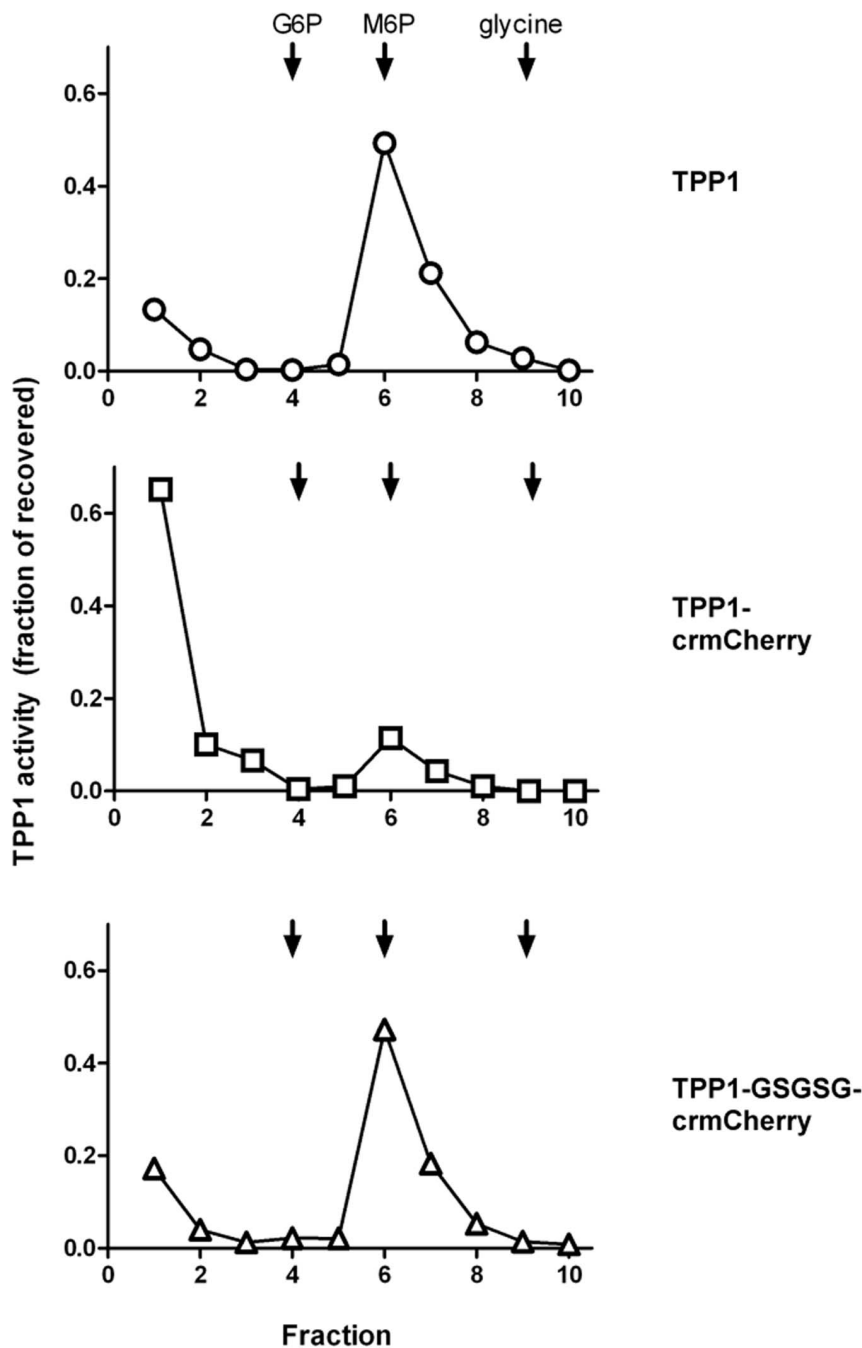 G6P M6P glycine
0.6
0.4
0.2
0.0
0 2 4 6 8 10
TPP1
TPP1 activity (fraction of recovered)
0.6
0.4
0.2
0.0
0 2 4 6 8 10
TPP1-
crmCherry
0.6
0.4
0.2
0.0
0 2 4 6 8 10
TPP1-GSGSG-
crmCherry
Fraction